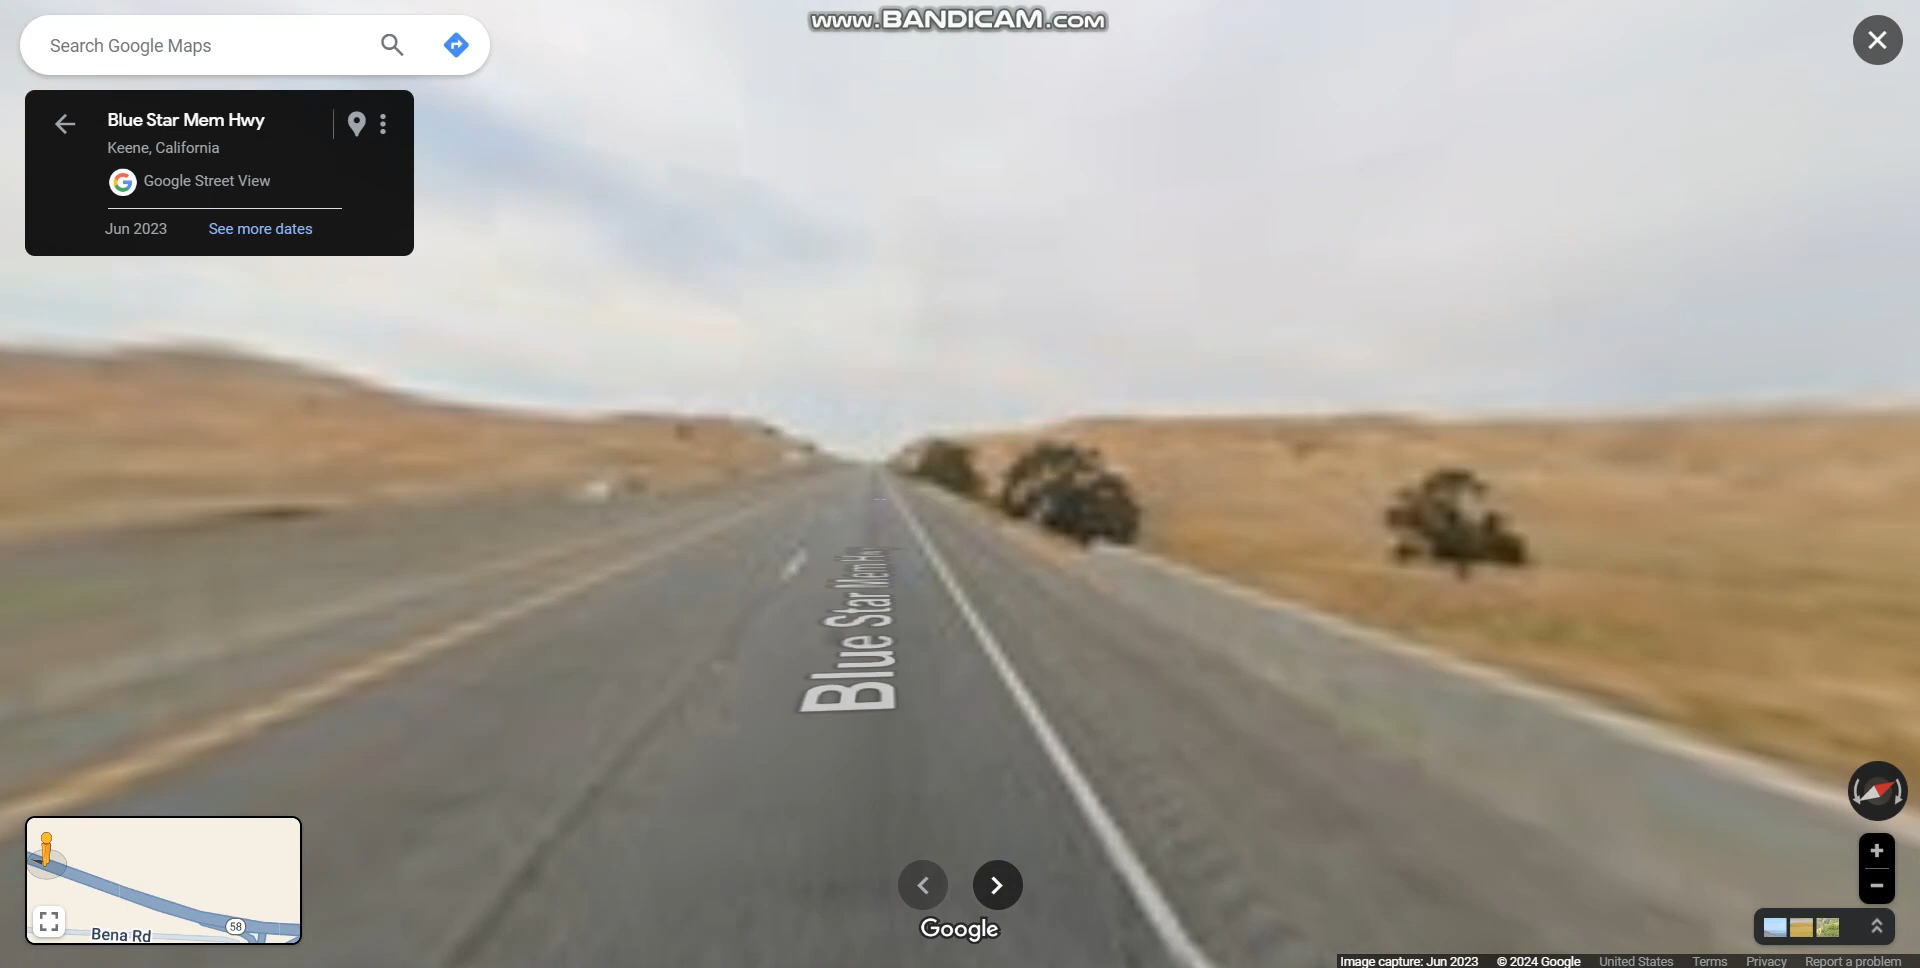 www.BANDICAM.com
Search Google Maps
Blue Star Mem Hwy
Keene, California
Google Street View
Jun 2023 See more dates
Blue Star Mem Hwy
58
Bena Rd
Google
Image capture: Jun 2023 © 2024 Google United States Terms Privacy Report a problem